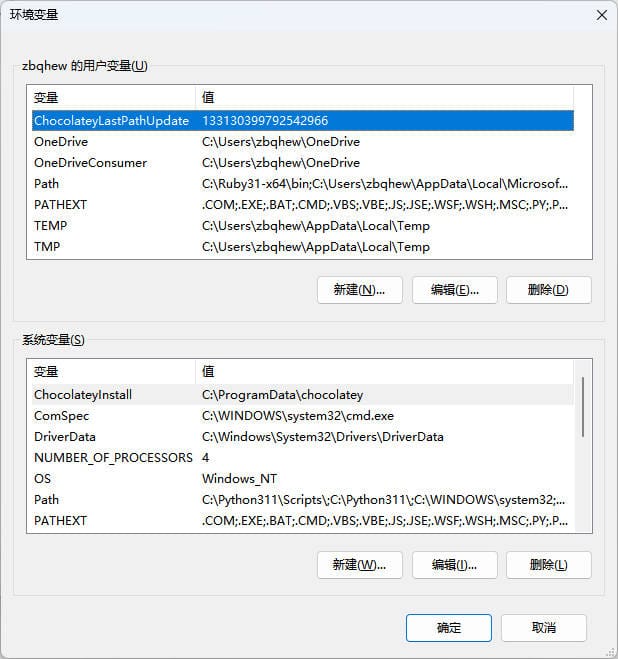 环境变量
zbqhew 的用户变量(U)
变量 值
ChocolateyLastPathUpdate 133130399792542966
OneDrive C:\Users\zbqhew\OneDrive
OneDriveConsumer C:\Users\zbqhew\OneDrive
Path C:\Ruby31-x64\bin;C:\Users\zbqhew\AppData\Local\Microsof...
PATHEXT .COM;.EXE;.BAT;.CMD;.VBS;.VBE;.JS;.JSE;.WSF;.WSH;.MSC;.PY;.P...
TEMP C:\Users\zbqhew\AppData\Local\Temp
TMP C:\Users\zbqhew\AppData\Local\Temp
新建(N)... 编辑(E)... 删除(D)
系统变量(S)
变量 值
ChocolateyInstall C:\ProgramData\chocolatey
ComSpec C:\WINDOWS\system32\cmd.exe
DriverData C:\Windows\System32\Drivers\DriverData
NUMBER_OF_PROCESSORS 4
OS Windows_NT
Path C:\Python311\Scripts\;C:\Python311\;C:\WINDOWS\system32;...
PATHEXT .COM;.EXE;.BAT;.CMD;.VBS;.VBE;.JS;.JSE;.WSF;.WSH;.MSC;.PY;.P...
新建(W)... 编辑(I)... 删除(L)
确定 取消